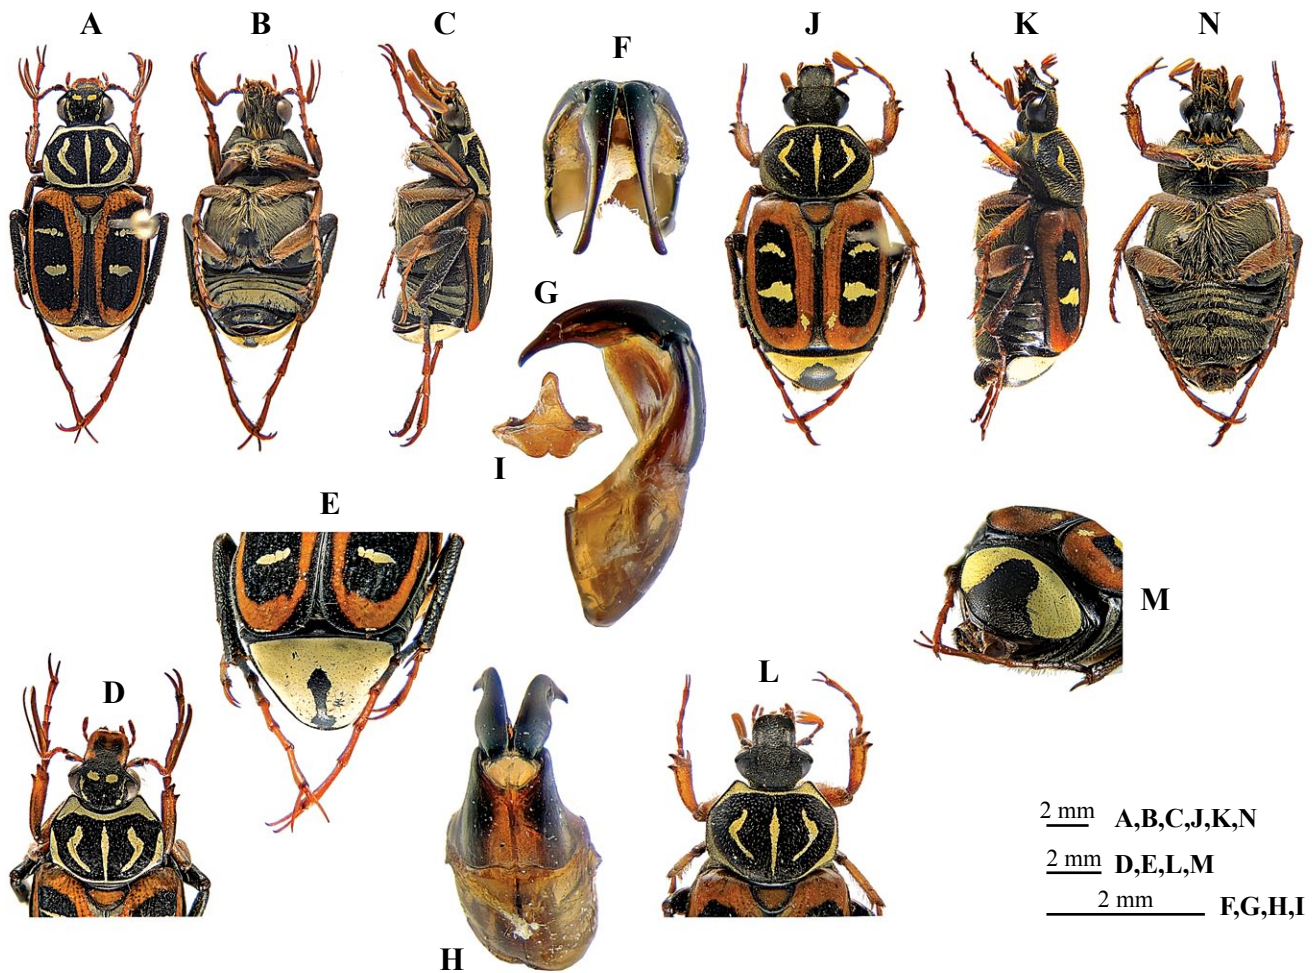 A
B
C
F
J
K
N
G
I
E
M
D
L
H
2 mm A,B,C,J,K,N
2 mm D,E,L,M
2 mm F,G,H,I